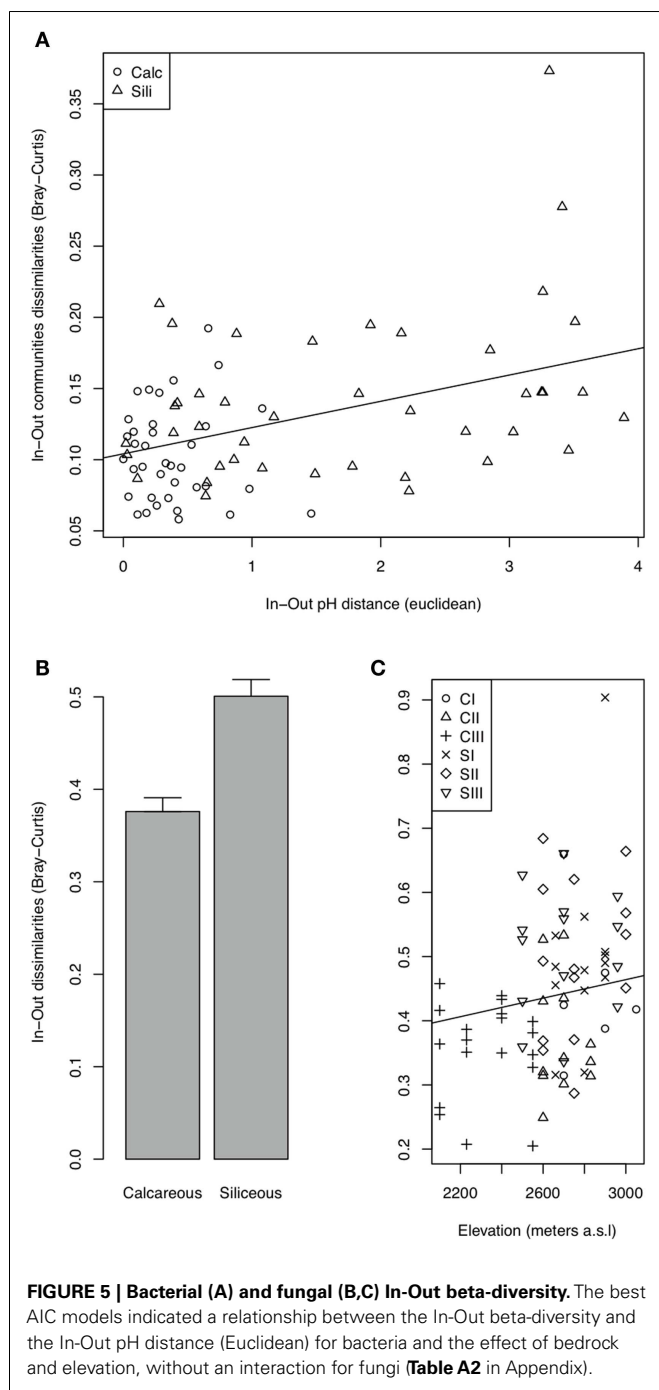 A
Calc
Sili
In−Out communities dissimilarities (Bray−Curtis)
0.35
0.30
0.25
0.20
0.15
0.10
0.05
0 1 2 3 4
In−Out pH distance (euclidean)
B
In−Out dissimilarities (Bray−Curtis)
0.5
0.4
0.3
0.2
0.1
0.0
Calcareous Siliceous
C
CI
CII
CIII
SI
SII
SIII
0.9
0.8
0.7
0.6
0.5
0.4
0.3
0.2
2200 2600 3000
Elevation (meters a.s.l)
FIGURE 5 | Bacterial (A) and fungal (B,C) In-Out beta-diversity. The best
AIC models indicated a relationship between the In-Out beta-diversity and
the In-Out pH distance (Euclidean) for bacteria and the effect of bedrock
and elevation, without an interaction for fungi (Table A2 in Appendix).